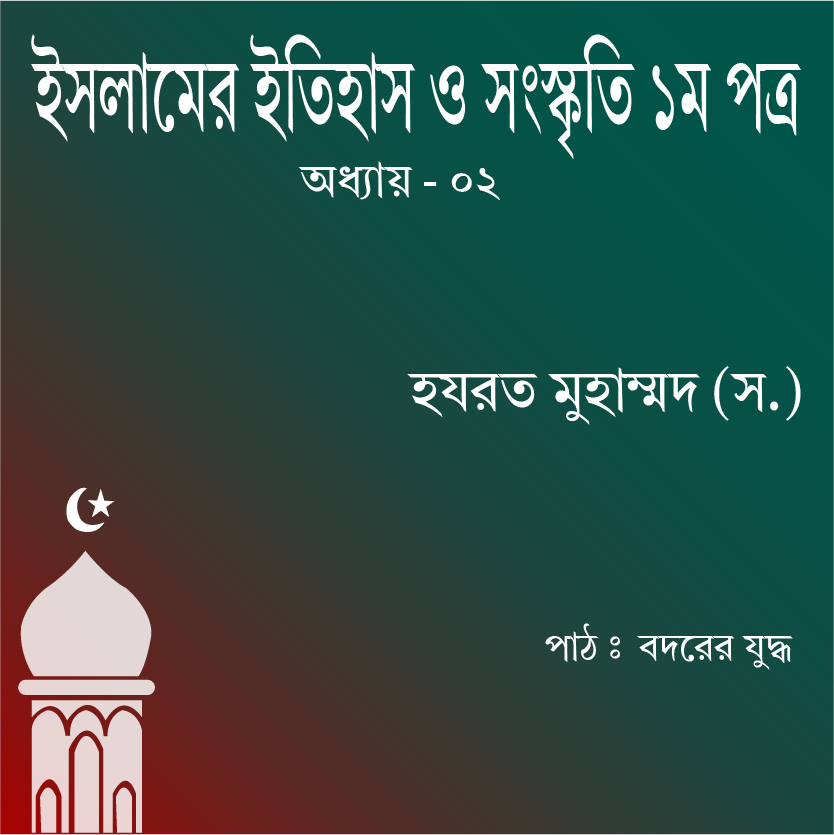 ইসলামের ইতিহাস ও সংস্কৃতি ১ম পত্র
অধ্যায় - ০২
হযরত মুহাম্মদ (স.)
পাঠ ঃ বদরের যুদ্ধ